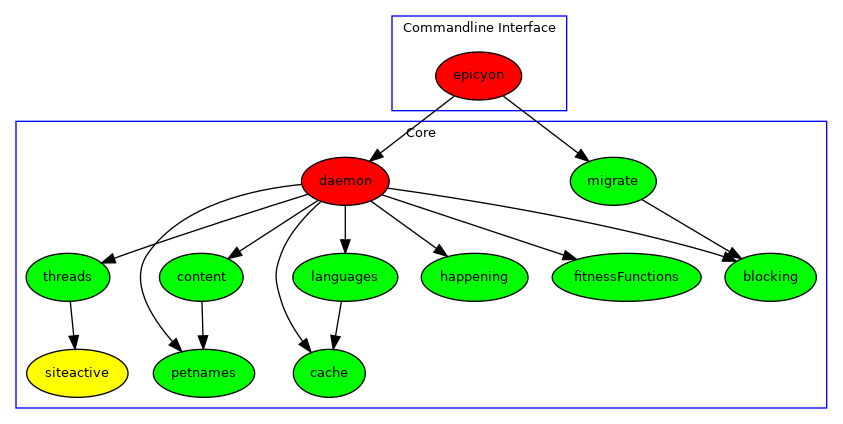 Commandline Interface
epicyon
Core
daemon
migrate
threads
content
languages
happening
fitnessFunctions
blocking
siteactive
petnames
cache